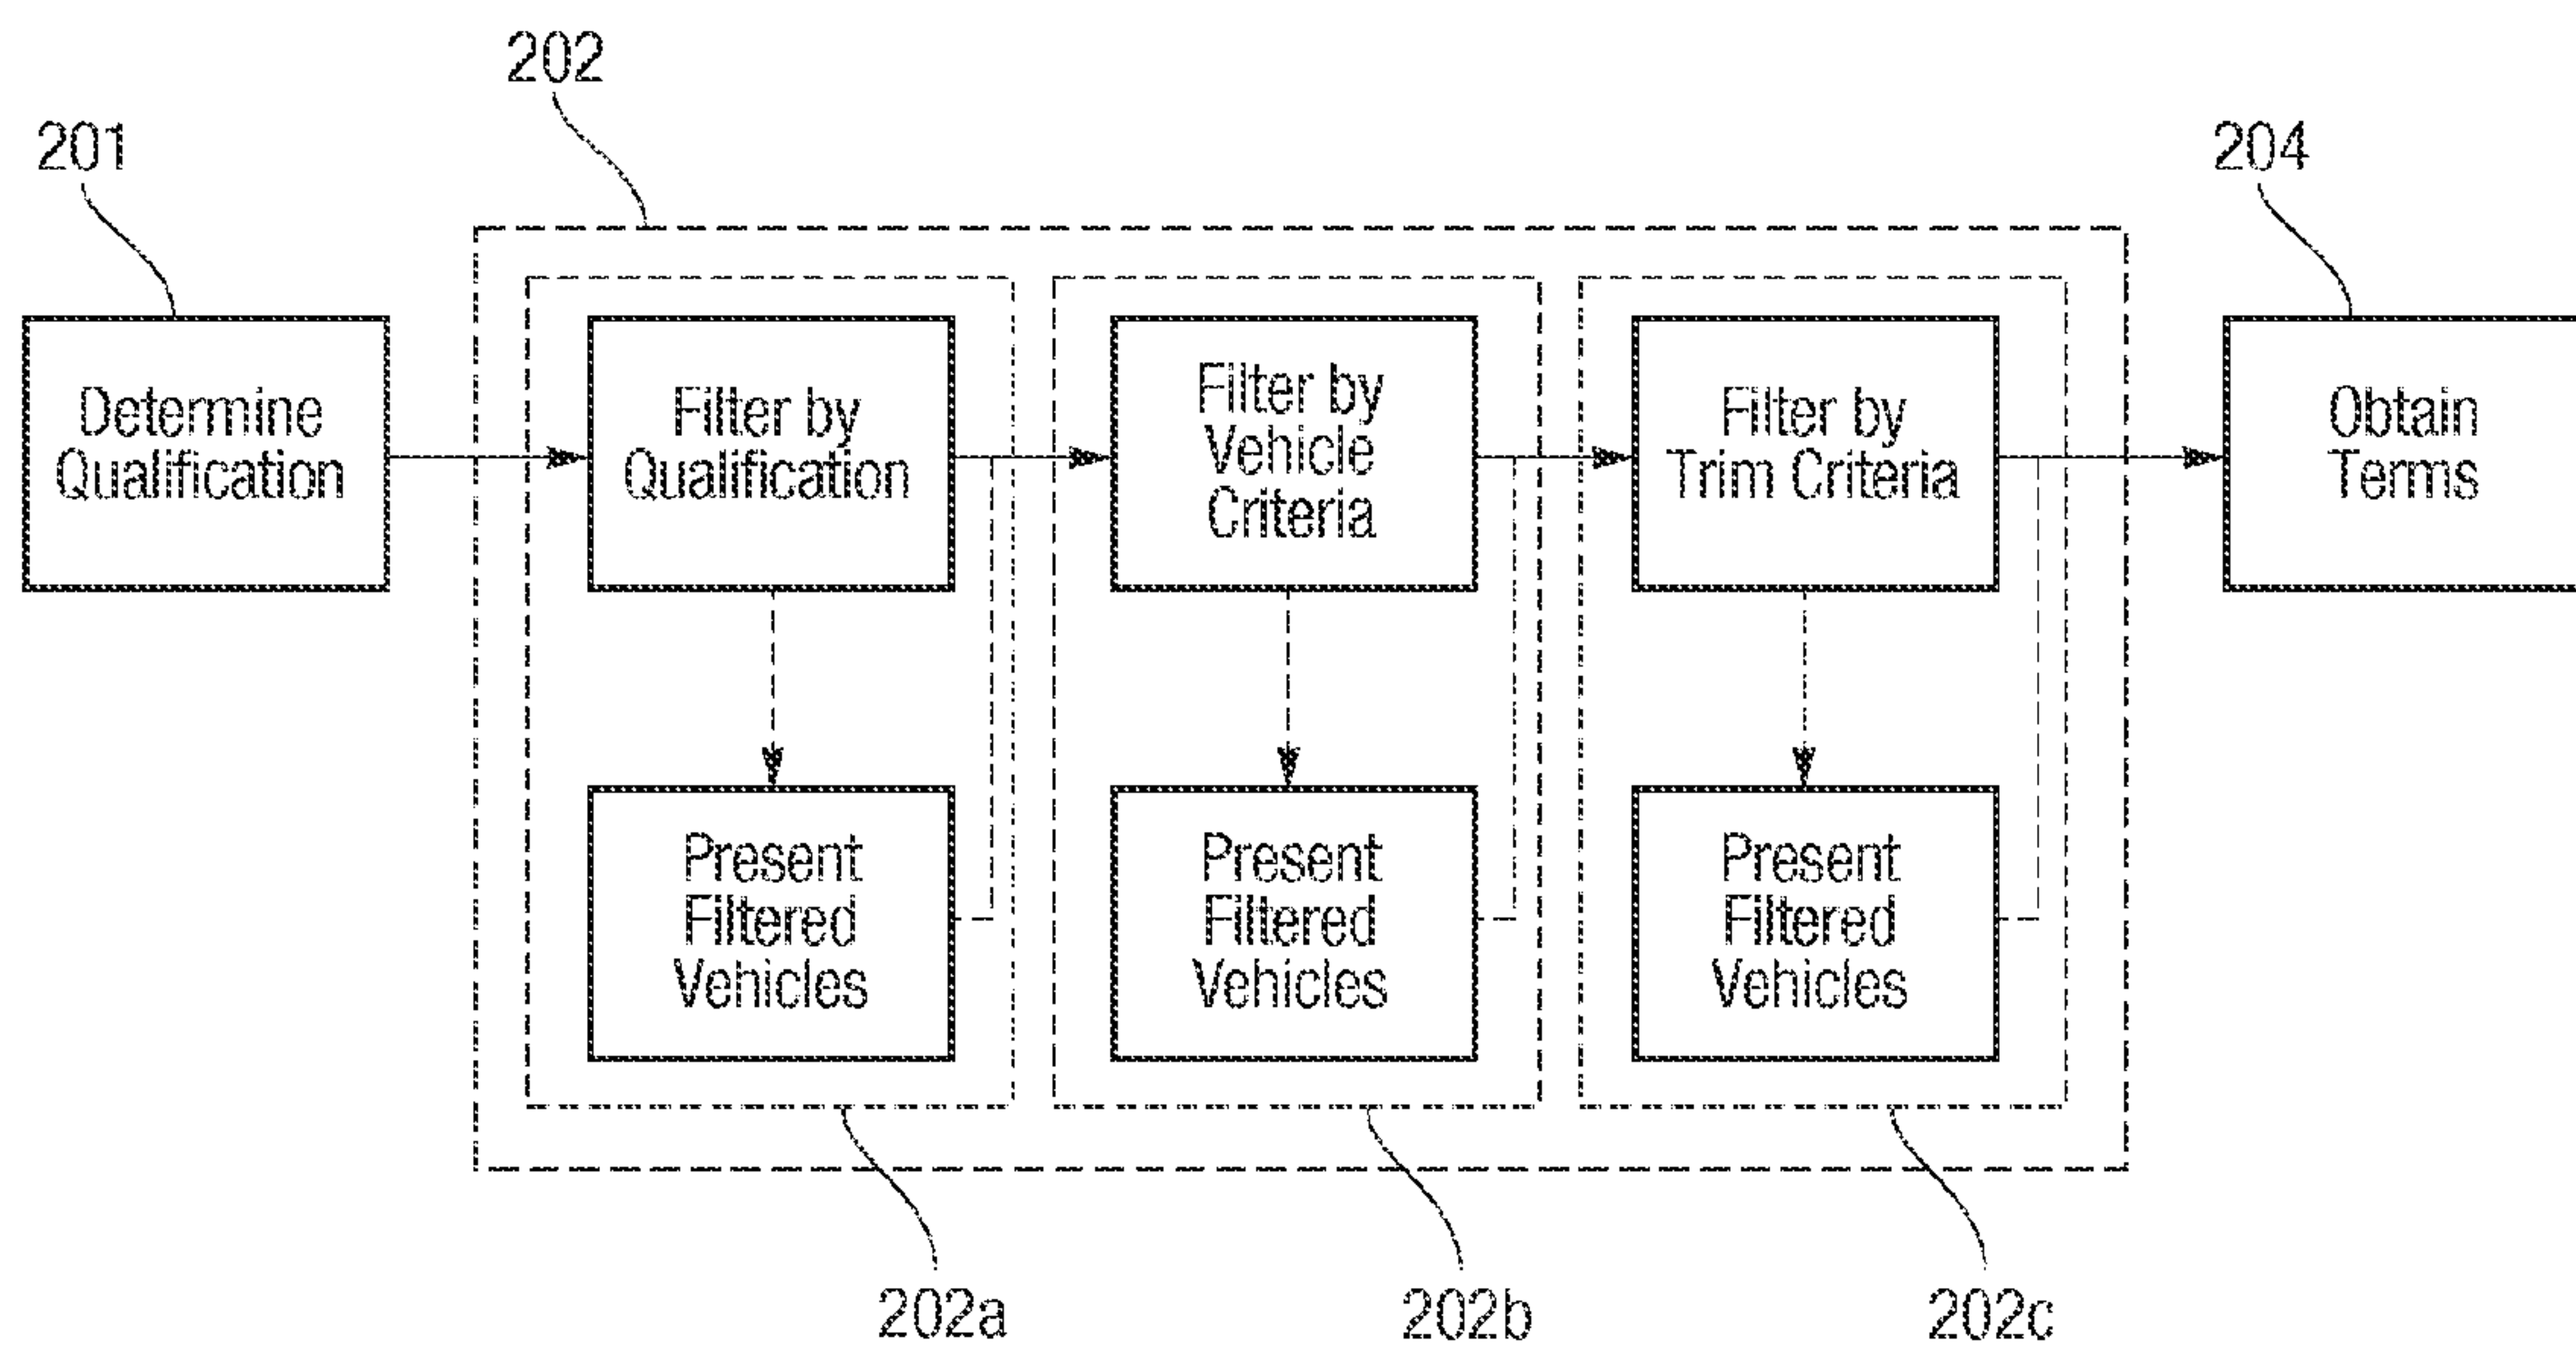 202
201
204
Determine
Qualification
Filter by
Qualification
Filter by
Vehicle
Criteria
Filter by
Trim Criteria
Obtain
Terms
Present
Filtered
Vehicles
Present
Filtered
Vehicles
Present
Filtered
Vehicles
202a
202b
202c